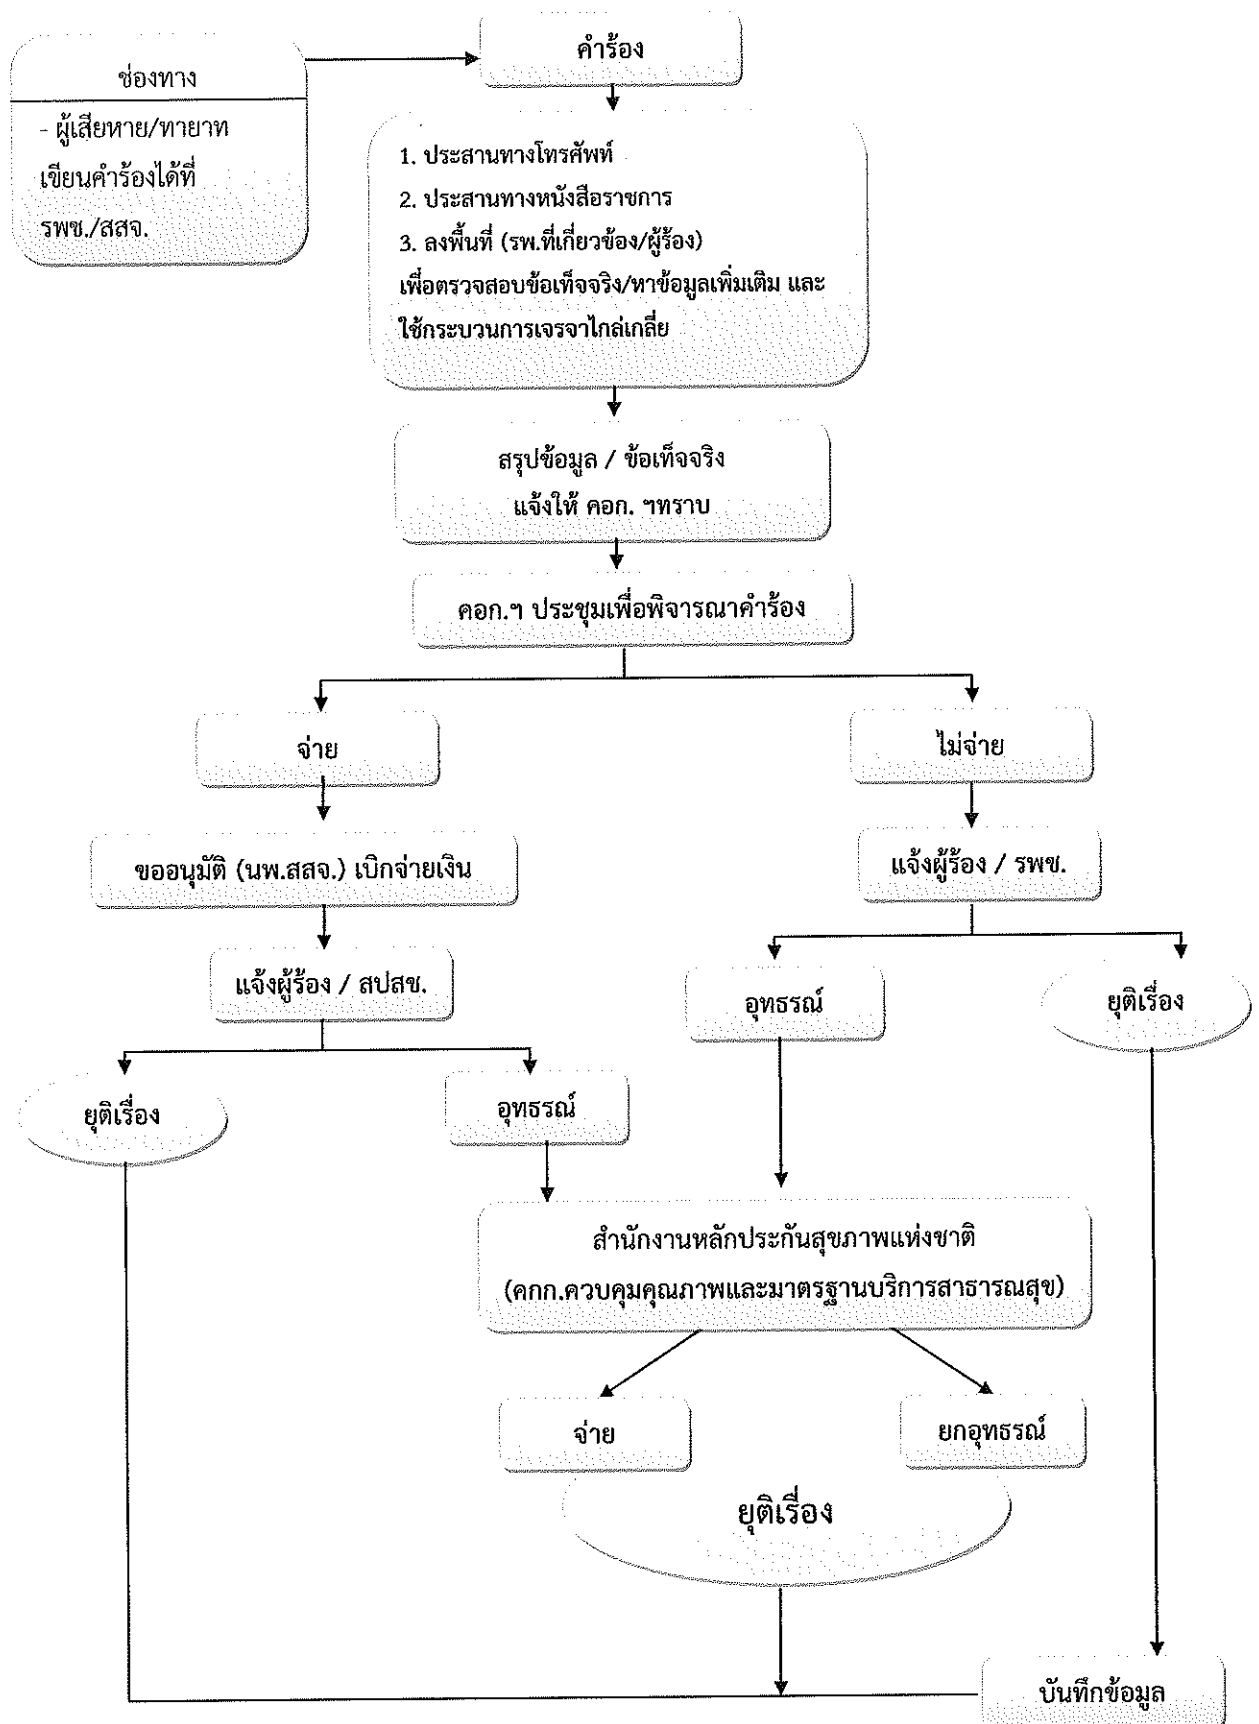 คำร้อง
ช่องทาง
- ผู้เสียหาย/ทายาท
เขียนคำร้องได้ที่
รพช./สสจ.
1. ประสานทางโทรศัพท์
2. ประสานทางหนังสือราชการ
3. ลงพื้นที่ (รพ.ที่เกี่ยวข้อง/ผู้ร้อง)
เพื่อตรวจสอบข้อเท็จจริง/หาข้อมูลเพิ่มเติม และ
ใช้กระบวนการเจรจาไกล่เกลี่ย
สรุปข้อมูล / ข้อเท็จจริง
แจ้งให้ คอก. ฯทราบ
คอก.ฯ ประชุมเพื่อพิจารณาคำร้อง
จ่าย
ไม่จ่าย
ขออนุมัติ (นพ.สสจ.) เบิกจ่ายเงิน
แจ้งผู้ร้อง / รพช.
แจ้งผู้ร้อง / สปสช.
อุทธรณ์
ยุติเรื่อง
ยุติเรื่อง
อุทธรณ์
สำนักงานหลักประกันสุขภาพแห่งชาติ
(คกก.ควบคุมคุณภาพและมาตรฐานบริการสาธารณสุข)
จ่าย
ยกอุทธรณ์
ยุติเรื่อง
บันทึกข้อมูล